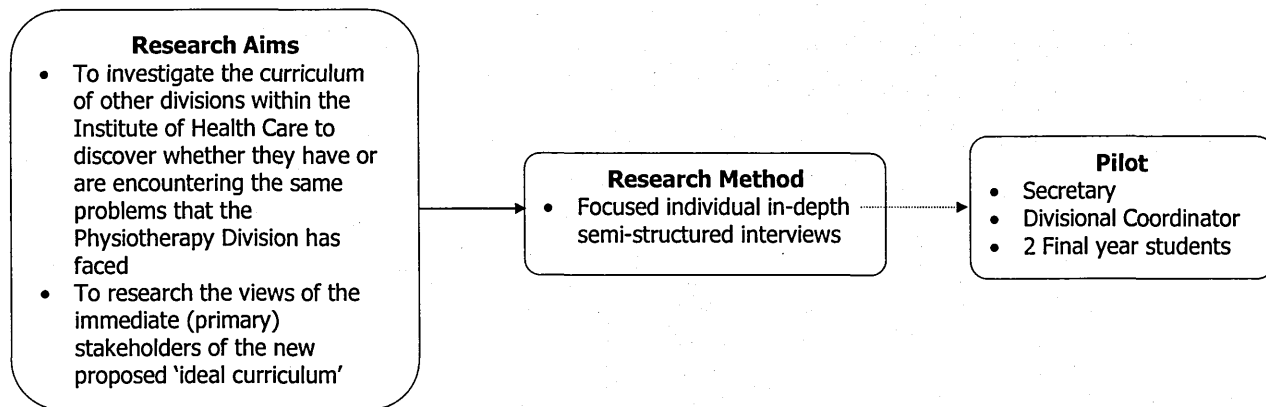 Research Aims
• To investigate the curriculum
of other divisions within the
Institute of Health Care to
discover whether they have or
are encountering the same
problems that the
Physiotherapy Division has
faced
• To research the views of the
immediate (primary)
stakeholders of the new
proposed ‘ideal curriculum’
Research Method
• Focused individual in-depth
semi-structured interviews
Pilot
• Secretary
• Divisional Coordinator
• 2 Final year students